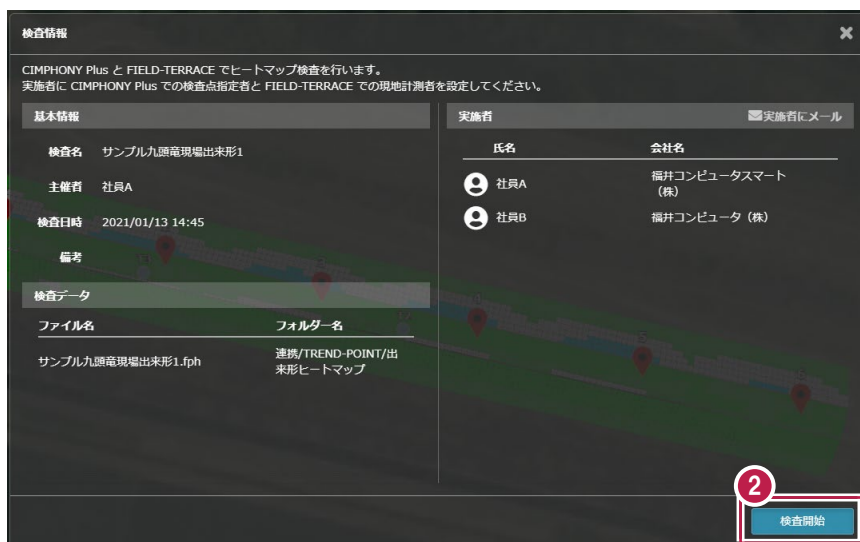 検査情報
CIMPHONY Plus と FIELD-TERRACE でヒートマップ検査を行います。
実施者に CIMPHONY Plus での検査点指定者と FIELD-TERRACE での現地計測者を設定してください。
基本情報
検査名 サンプル九頭竜現場出来形1
主催者 社員A
検査日時 2021/01/13 14:45
備考
検査データ
ファイル名 フォルダー名
サンプル九頭竜現場出来形1.fph 連携/TREND-POINT/出
来形ヒートマップ
実施者 実施者にメール
氏名 会社名
社員A 福井コンピュータスマート
(株)
社員B 福井コンピュータ(株)
2
検査開始